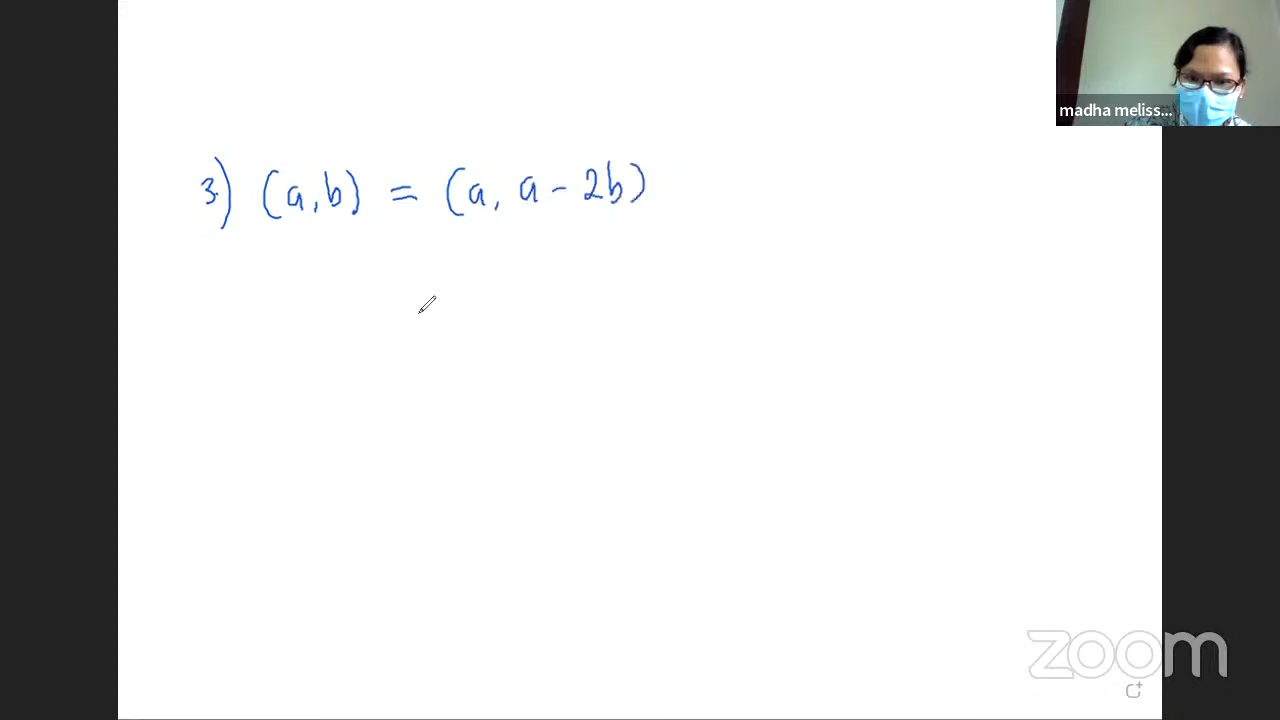 madha meliss...
3.) (a, b) = (a, a - 2b)
zoom